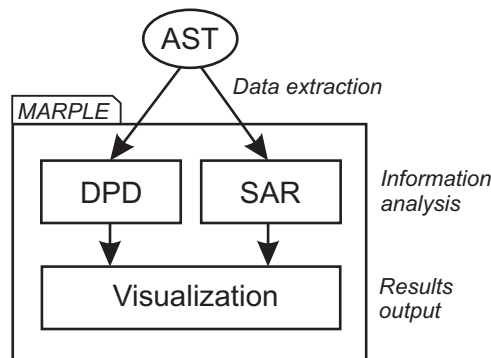 AST
Data extraction
MARPLE
DPD
SAR
Information
analysis
Visualization
Results
output